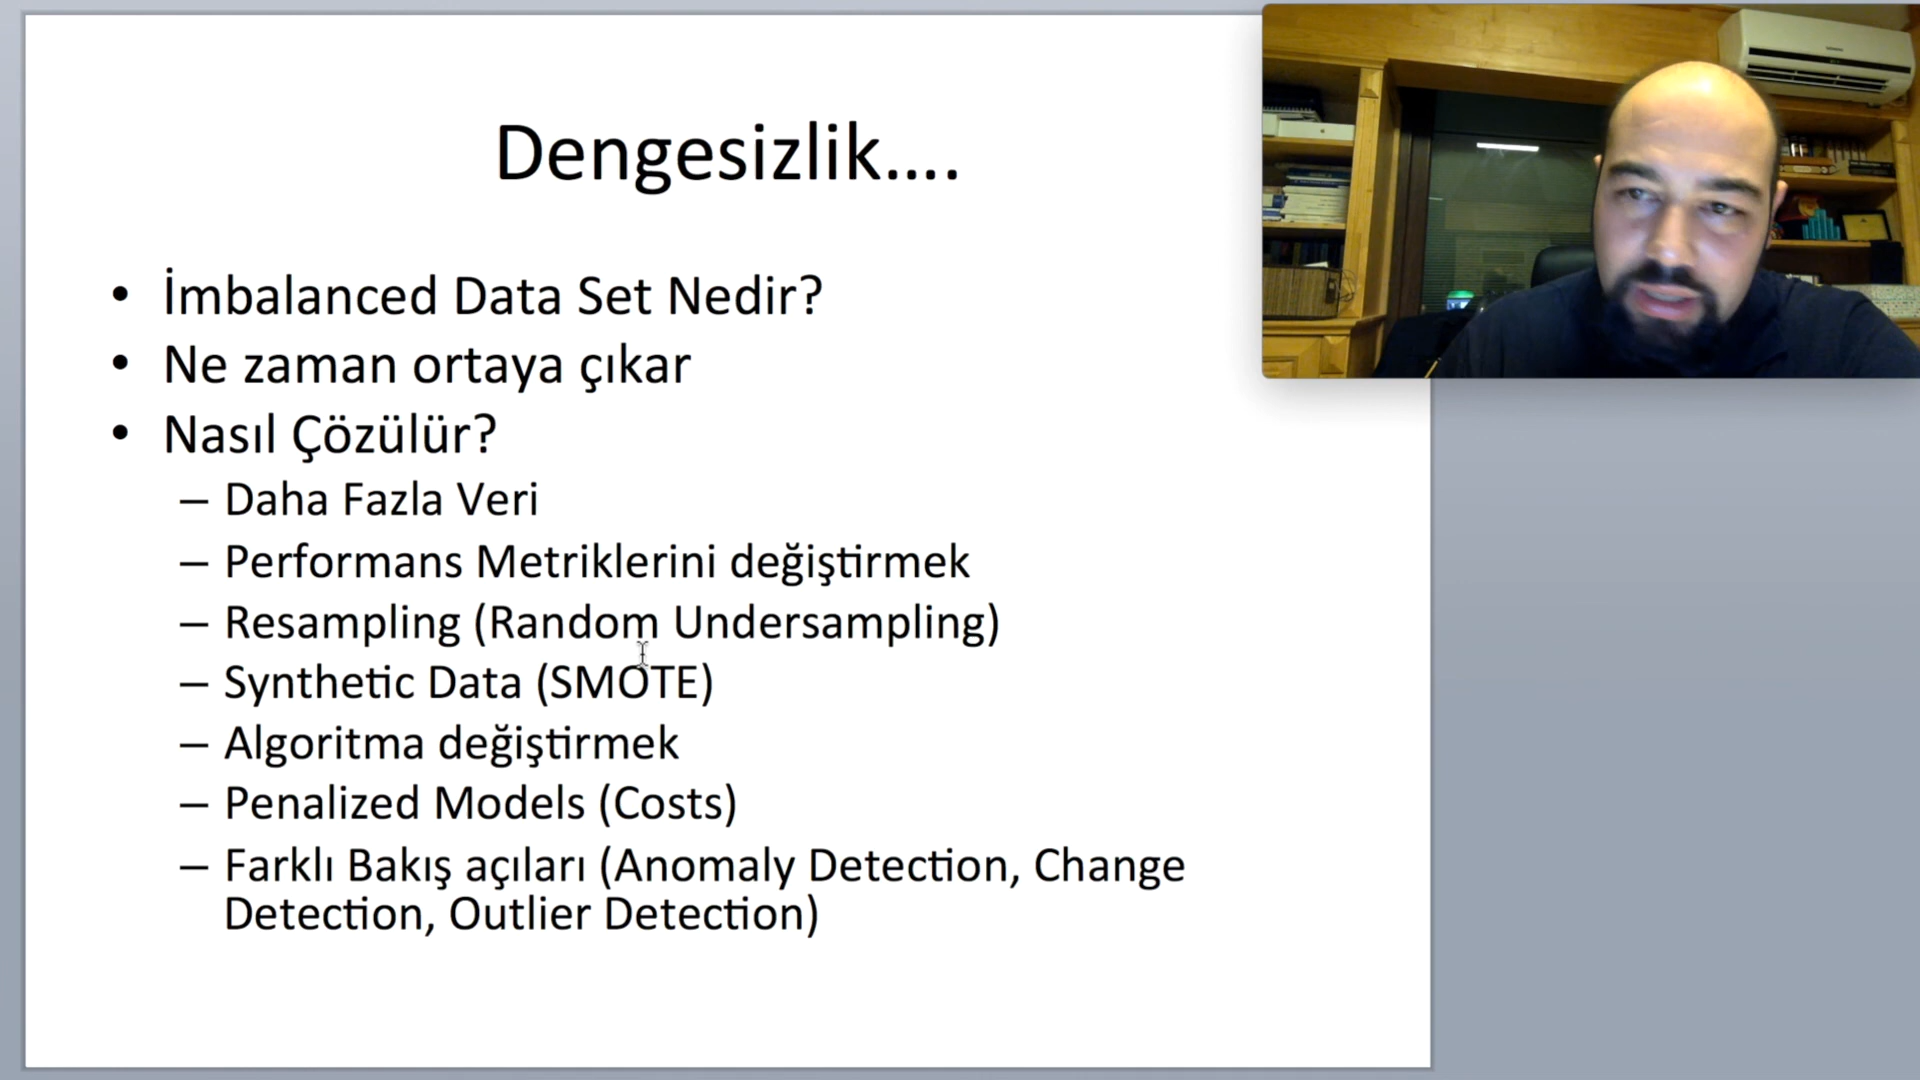 Dengesizlik....
• İmbalanced Data Set Nedir?
• Ne zaman ortaya çıkar
• Nasıl Çözülür?
– Daha Fazla Veri
– Performans Metriklerini değiştirmek
– Resampling (Random Undersampling)
– Synthetic Data (SMOTE)
– Algoritma değiştirmek
– Penalized Models (Costs)
– Farklı Bakış açıları (Anomaly Detection, Change
Detection, Outlier Detection)